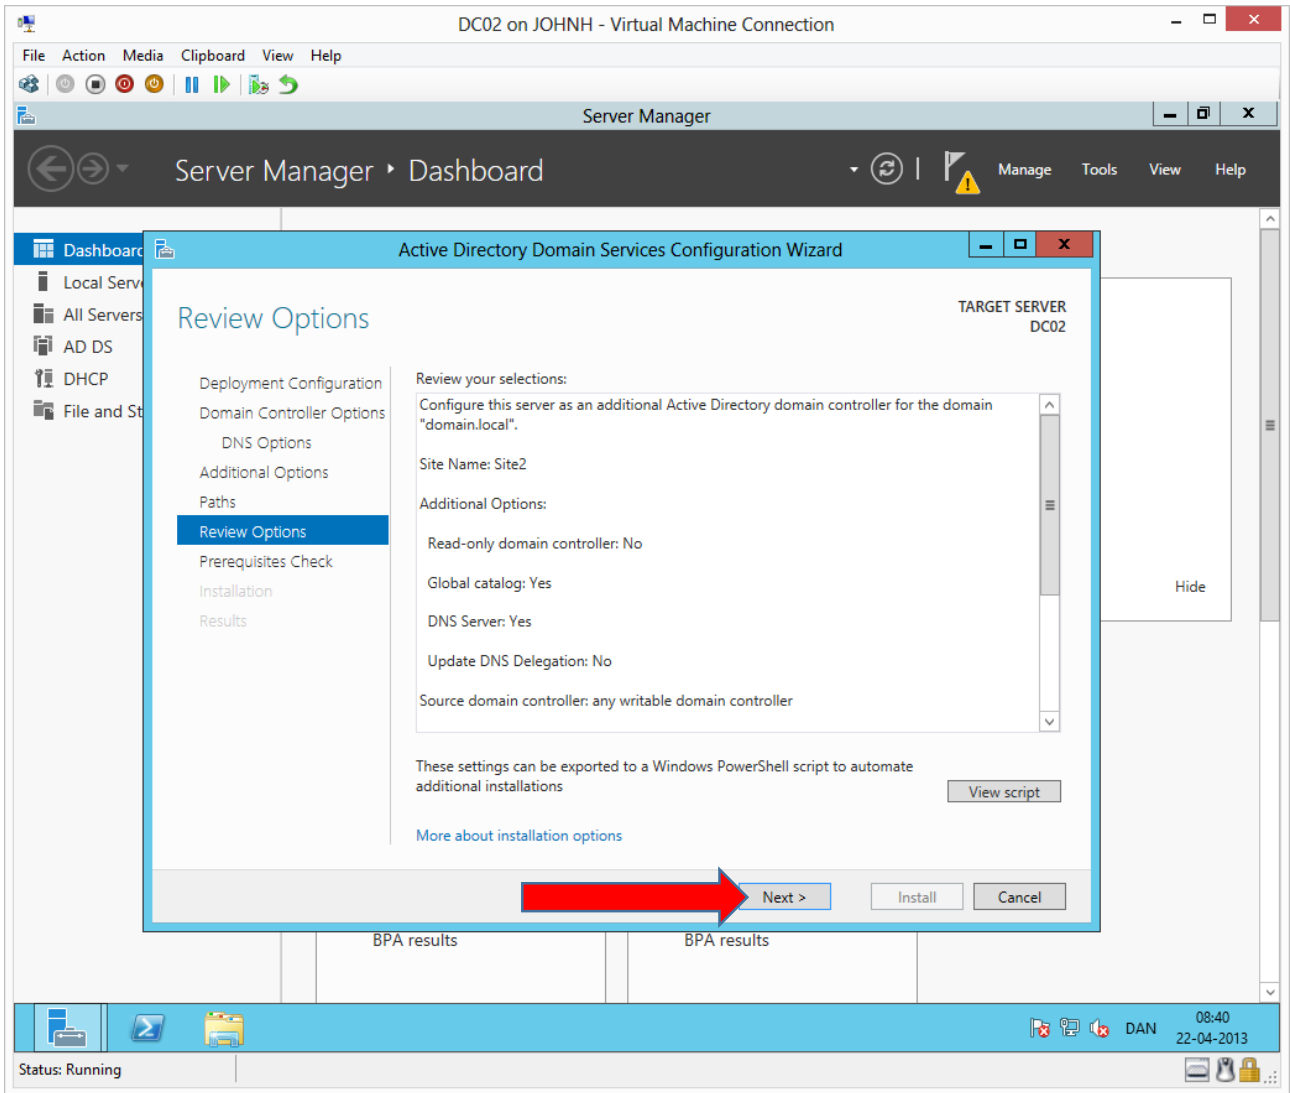 DC02 on JOHNH - Virtual Machine Connection
File Action Media Clipboard View Help
Server Manager
Server Manager ‣ Dashboard
Manage Tools View Help
Dashboard
Local Serv
All Servers
AD DS
DHCP
File and St
Active Directory Domain Services Configuration Wizard
Review Options
TARGET SERVER
DC02
Deployment Configuration
Domain Controller Options
DNS Options
Additional Options
Paths
Review Options
Prerequisites Check
Installation
Results
Review your selections:
Configure this server as an additional Active Directory domain controller for the domain
"domain.local".
Site Name: Site2
Additional Options:
Read-only domain controller: No
Global catalog: Yes
DNS Server: Yes
Update DNS Delegation: No
Source domain controller: any writable domain controller
These settings can be exported to a Windows PowerShell script to automate
additional installations
View script
More about installation options
Next >
Install
Cancel
Hide
BPA results
BPA results
DAN
08:40
22-04-2013
Status: Running